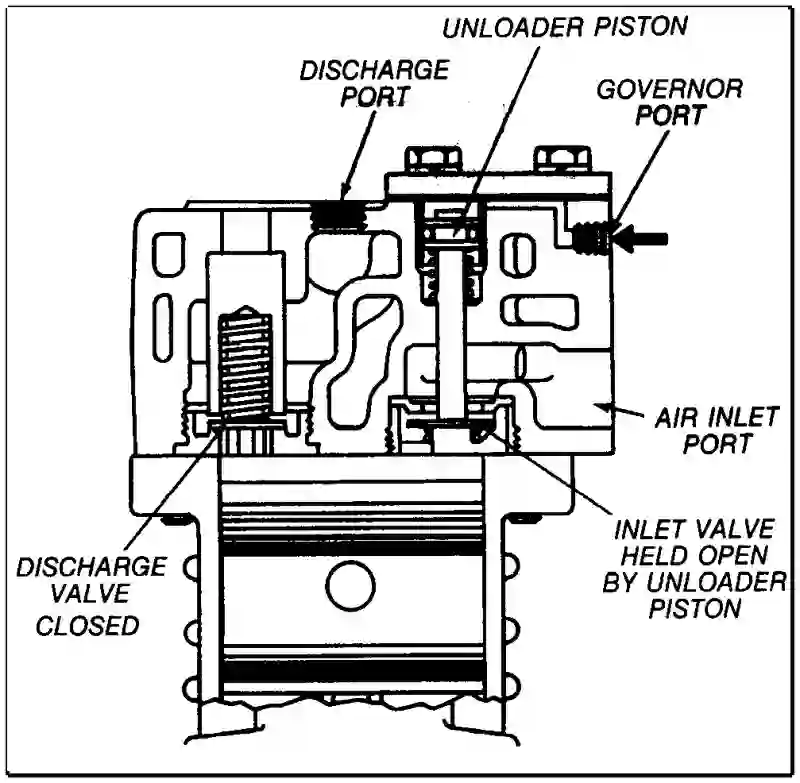 UNLOADER PISTON
DISCHARGE
PORT
GOVERNOR
PORT
AIR INLET
PORT
INLET VALVE
HELD OPEN
BY UNLOADER
PISTON
DISCHARGE
VALVE
CLOSED